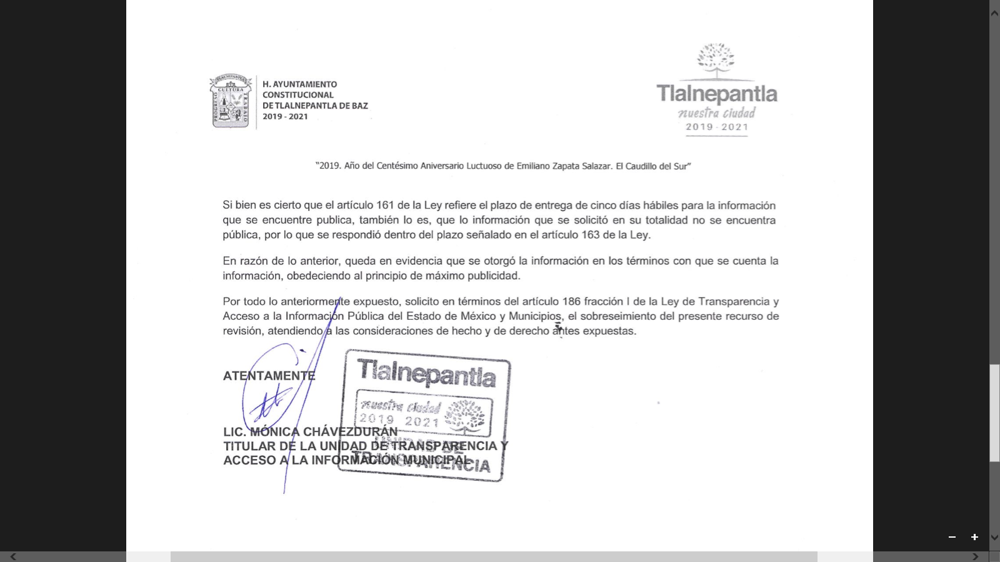 TLALNEPANTLA
CULTURA
PROGRESO
TRABAJO
H. AYUNTAMIENTO
CONSTITUCIONAL
DE TLALNEPANTLA DE BAZ
2019 - 2021
Tlalnepantla
nuestra ciudad
2019 - 2021
"2019. Año del Centésimo Aniversario Luctuoso de Emiliano Zapata Salazar. El Caudillo del Sur"
Si bien es cierto que el artículo 161 de la Ley refiere el plazo de entrega de cinco días hábiles para la información
que se encuentre publica, también lo es, que lo información que se solicitó en su totalidad no se encuentra
pública, por lo que se respondió dentro del plazo señalado en el artículo 163 de la Ley.
En razón de lo anterior, queda en evidencia que se otorgó la información en los términos con que se cuenta la
información, obedeciendo al principio de máximo publicidad.
Por todo lo anteriormente expuesto, solicito en términos del artículo 186 fracción I de la Ley de Transparencia y
Acceso a la Información Pública del Estado de México y Municipios, el sobreseimiento del presente recurso de
revisión, atendiendo a las consideraciones de hecho y de derecho antes expuestas.
ATENTAMENTE
LIC. MÓNICA CHÁVEZDURÁN
TITULAR DE LA UNIDAD DE TRANSPARENCIA Y
ACCESO A LA INFORMACIÓN MUNICIPAL
Tlalnepantla
nuestra ciudad
2019 2021
UNIDAD DE
TRANSPARENCIA